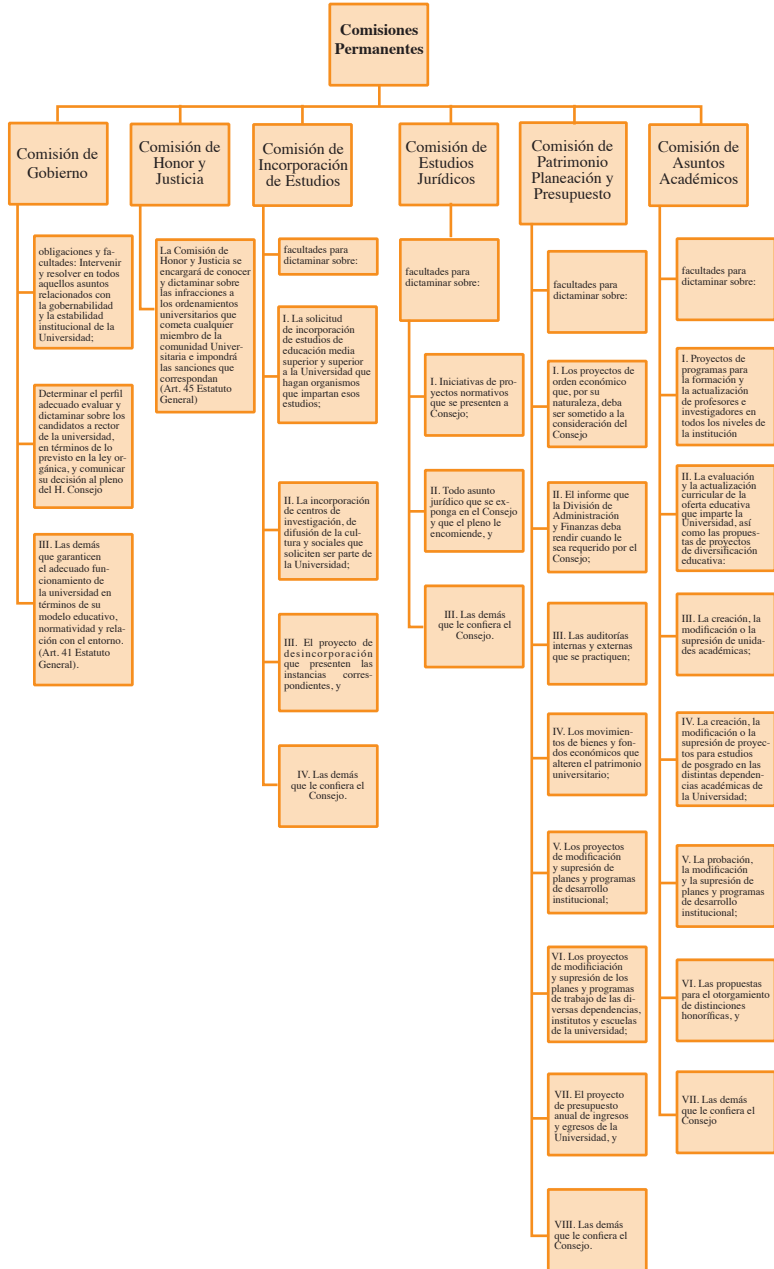 Comisiones
Permanentes
Comisión de
Gobierno
obligaciones y fa-
cultades: Intervenir
y resolver en todos
aquellos asuntos
relacionados con
la gobernabilidad
y la estabilidad
institucional de la
Universidad;
Determinar el perfil
adecuado evaluar y
dictaminar sobre los
candidatos a rector
de la universidad,
en términos de lo
previsto en la ley or-
gánica, y comunicar
su decisión al pleno
del H. Consejo
III. Las demás
que garanticen
el adecuado fun-
cionamiento de
la universidad en
términos de su
modelo educativo,
normatividad y rela-
ción con el entorno.
(Art. 41 Estatuto
General).
Comisión de
Honor y
Justicia
La Comisión de
Honor y Justicia se
encargará de conocer
y dictaminar sobre
las infracciones a
los ordenamientos
universitarios que
cometa cualquier
miembro de la
comunidad Univer-
sitaria e impondrá
las sanciones que
correspondan
(Art. 45 Estatuto
General)
Comisión de
Incorporación
de Estudios
facultades para
dictaminar sobre:
I. La solicitud
de incorporación
de estudios de
educación media
superior y superior
a la Universidad que
hagan organismos
que impartan esos
estudios;
II. La incorporación
de centros de
investigación, de
difusión de la cultu-
ra y sociales que
soliciten ser parte de
la Universidad;
III. El proyecto de
desincorporación
que presenten las
instancias corres-
pondientes, y
IV. Las demás
que le confiera el
Consejo.
Comisión de
Estudios
Jurídicos
facultades para
dictaminar sobre:
I. Iniciativas de pro-
yectos normativos
que se presenten a
Consejo;
II. Todo asunto
jurídico que se ex-
ponga en el Consejo
y que el pleno le
encomiende, y
III. Las demás
que le confiera el
Consejo.
Comisión de
Patrimonio
Planeación y
Presupuesto
facultades para
dictaminar sobre:
I. Los proyectos de
orden económico
que, por su
naturaleza, deba
ser sometido a la
consideración del
Consejo
II. El informe que
la División de
Administración
y Finanzas deba
rendir cuando le
sea requerido por el
Consejo;
III. Las auditorías
internas y externas
que se practiquen;
IV. Los movimien-
tos de bienes y fon-
dos económicos que
alteren el patrimonio
universitario;
V. Los proyectos
de modificación
y supresión de
planes y programas
de desarrollo
institucional;
VI. Los proyectos
de modificiación
y supresión de los
planes y programas
de trabajo de las di-
versas dependencias,
institutos y escuelas
de la universidad;
VII. El proyecto
de presupuesto
anual de ingresos
y egresos de la
Universidad, y
VIII. Las demás
que le confiera el
Consejo.
Comisión de
Asuntos
Académicos
facultades para
dictaminar sobre:
I. Proyectos de
programas para
la formación y
la actualización
de profesores e
investigadores en
todos los niveles de
la institución
II. La evaluación
y la actualización
curricular de la
oferta educativa
que imparte la
Universidad, así
como las propues-
tas de proyectos
de diversificación
educativa:
III. La creación, la
modificación o la
supresión de unida-
des académicas;
IV. La creación, la
modificación o la
supresión de proyec-
tos para estudios
de posgrado en las
distintas dependen-
cias académicas de
la Universidad;
V. La probación,
la modificación
y la supresión de
planes y programas
de desarrollo
institucional;
VI. Las propuestas
para el otorgamiento
de distinciones
honoríficas, y
VII. Las demás
que le confiera el
Consejo